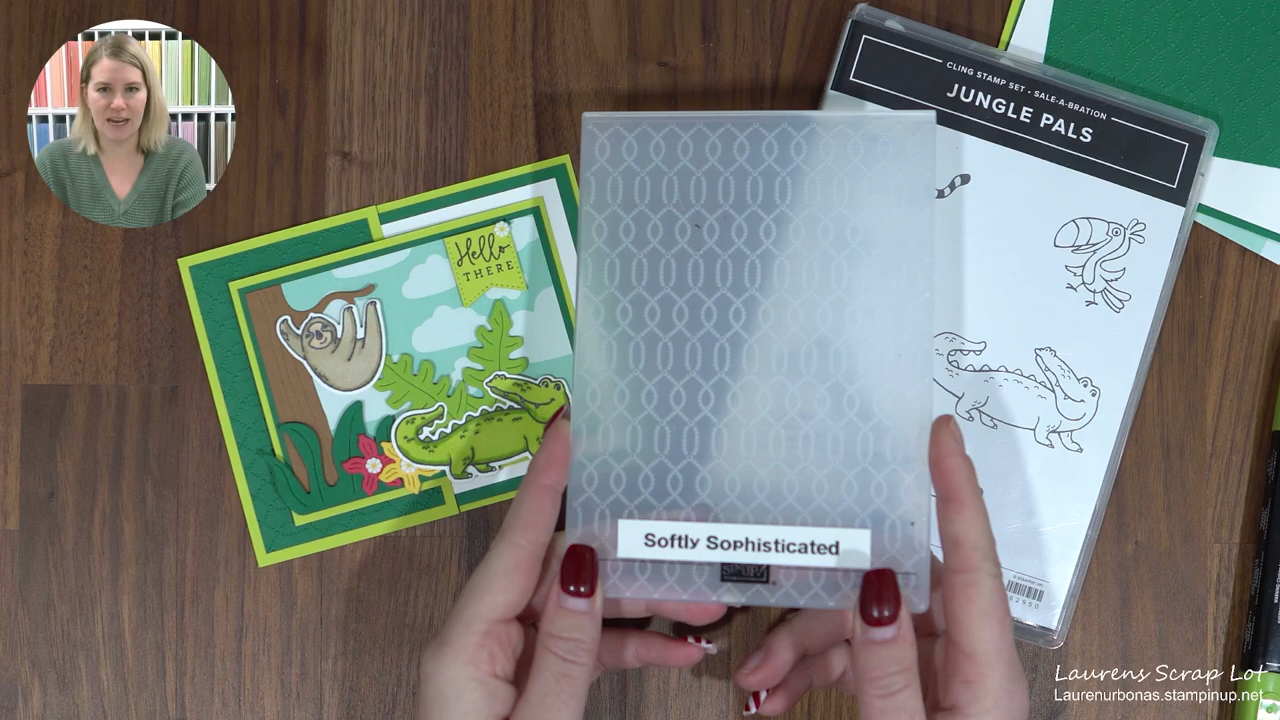 CLING STAMP SET • SALE-A-BRATION
JUNGLE PALS
Hello
THERE
Softly Sophisticated
Laurens Scrap Lot
Laurenurbonas.stampinup.net